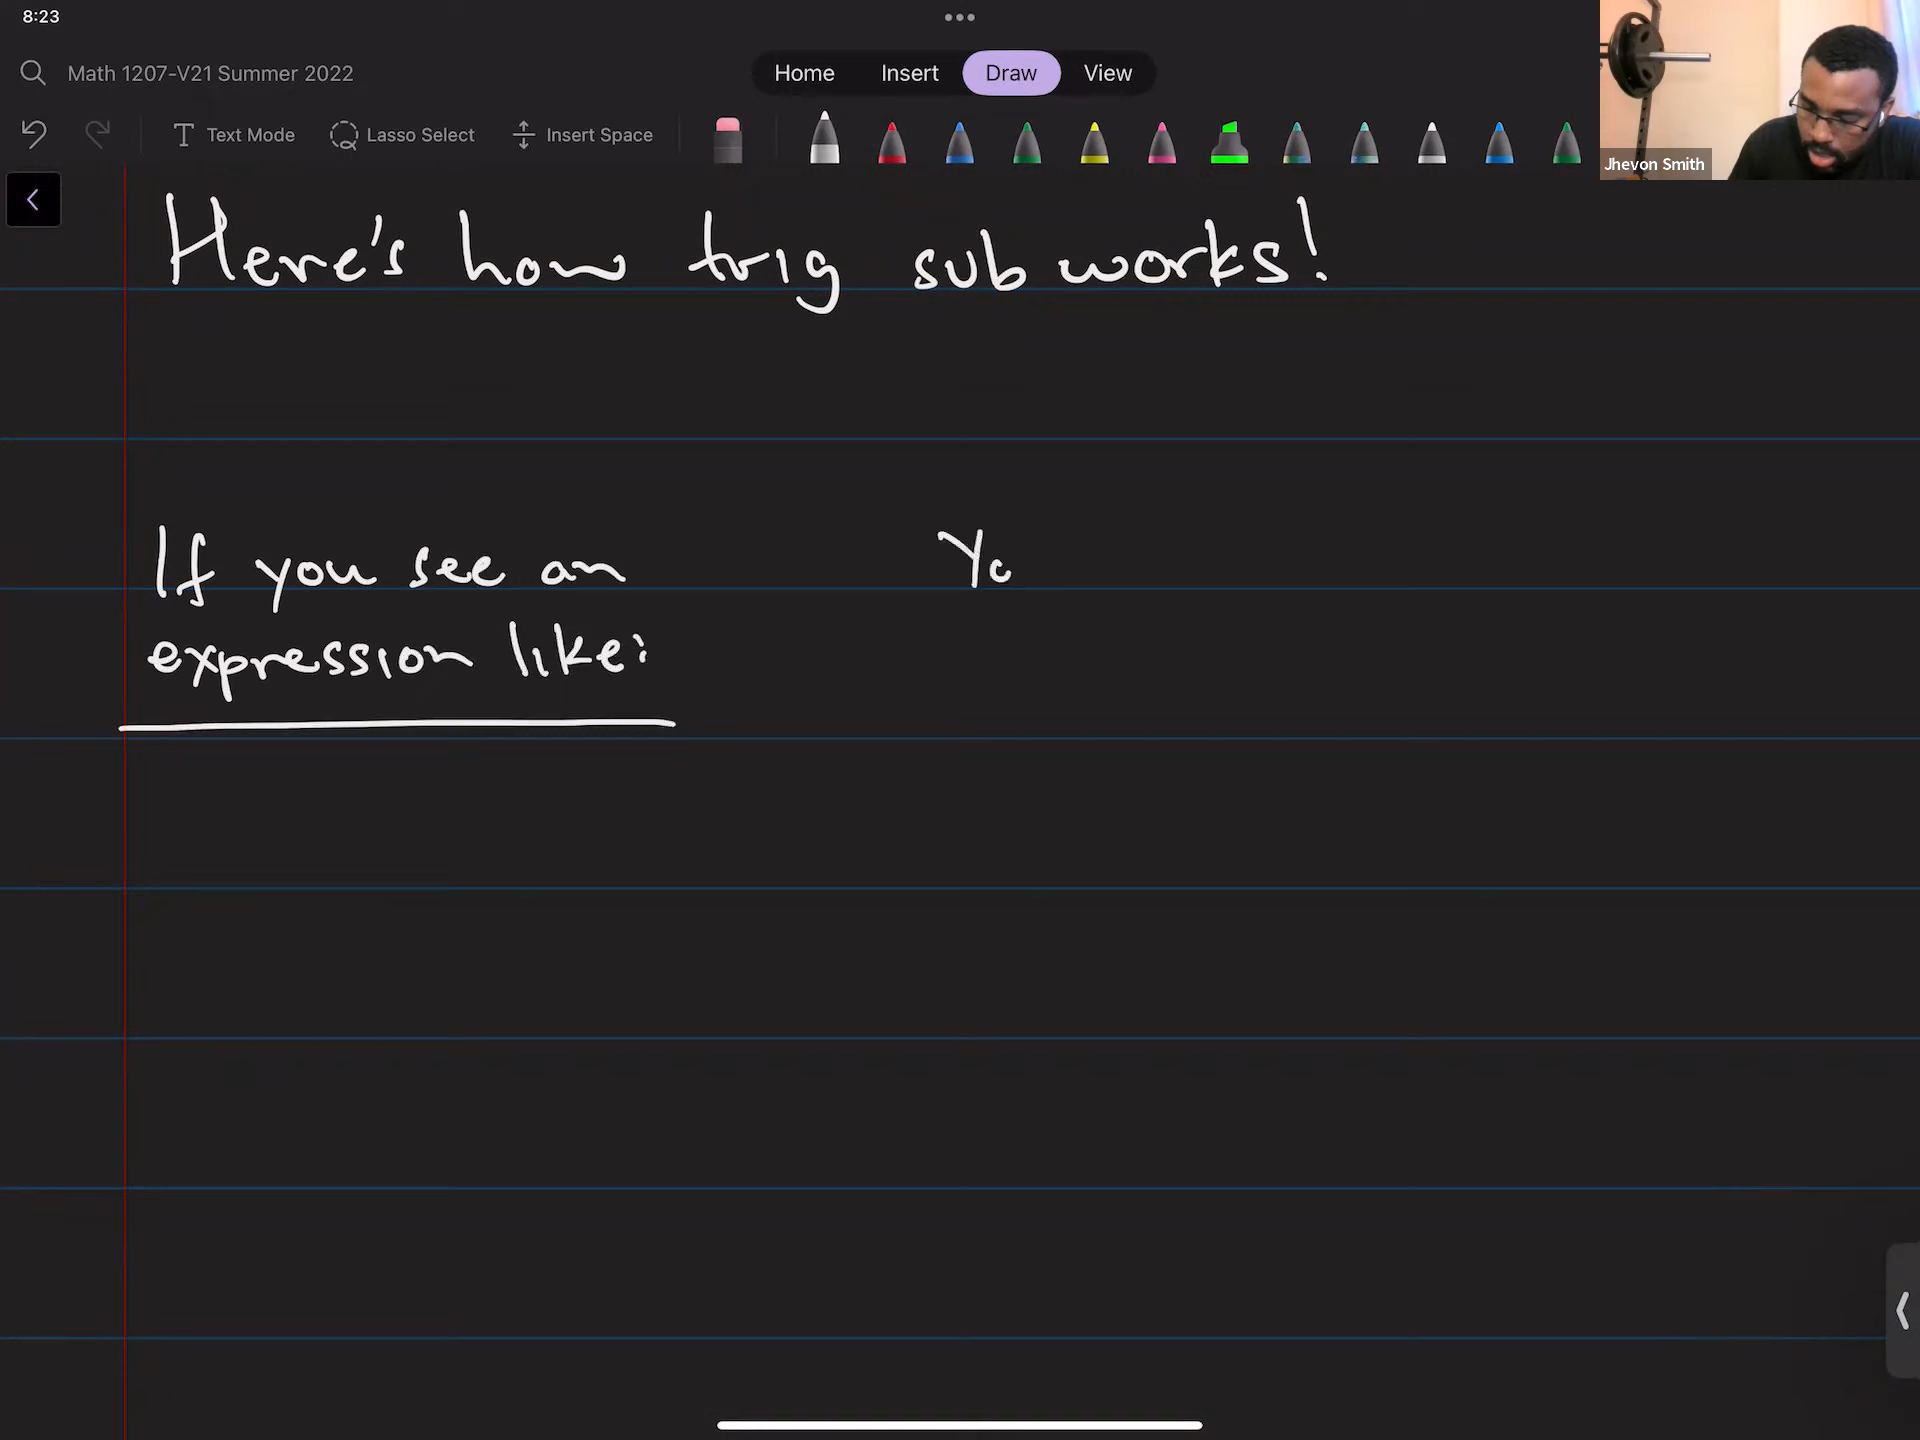 8:23
Math 1207-V21 Summer 2022
Home Insert Draw View
Text Mode Lasso Select Insert Space
Jhevon Smith
Here's how trig sub works!
If you see an Yo
expression like: